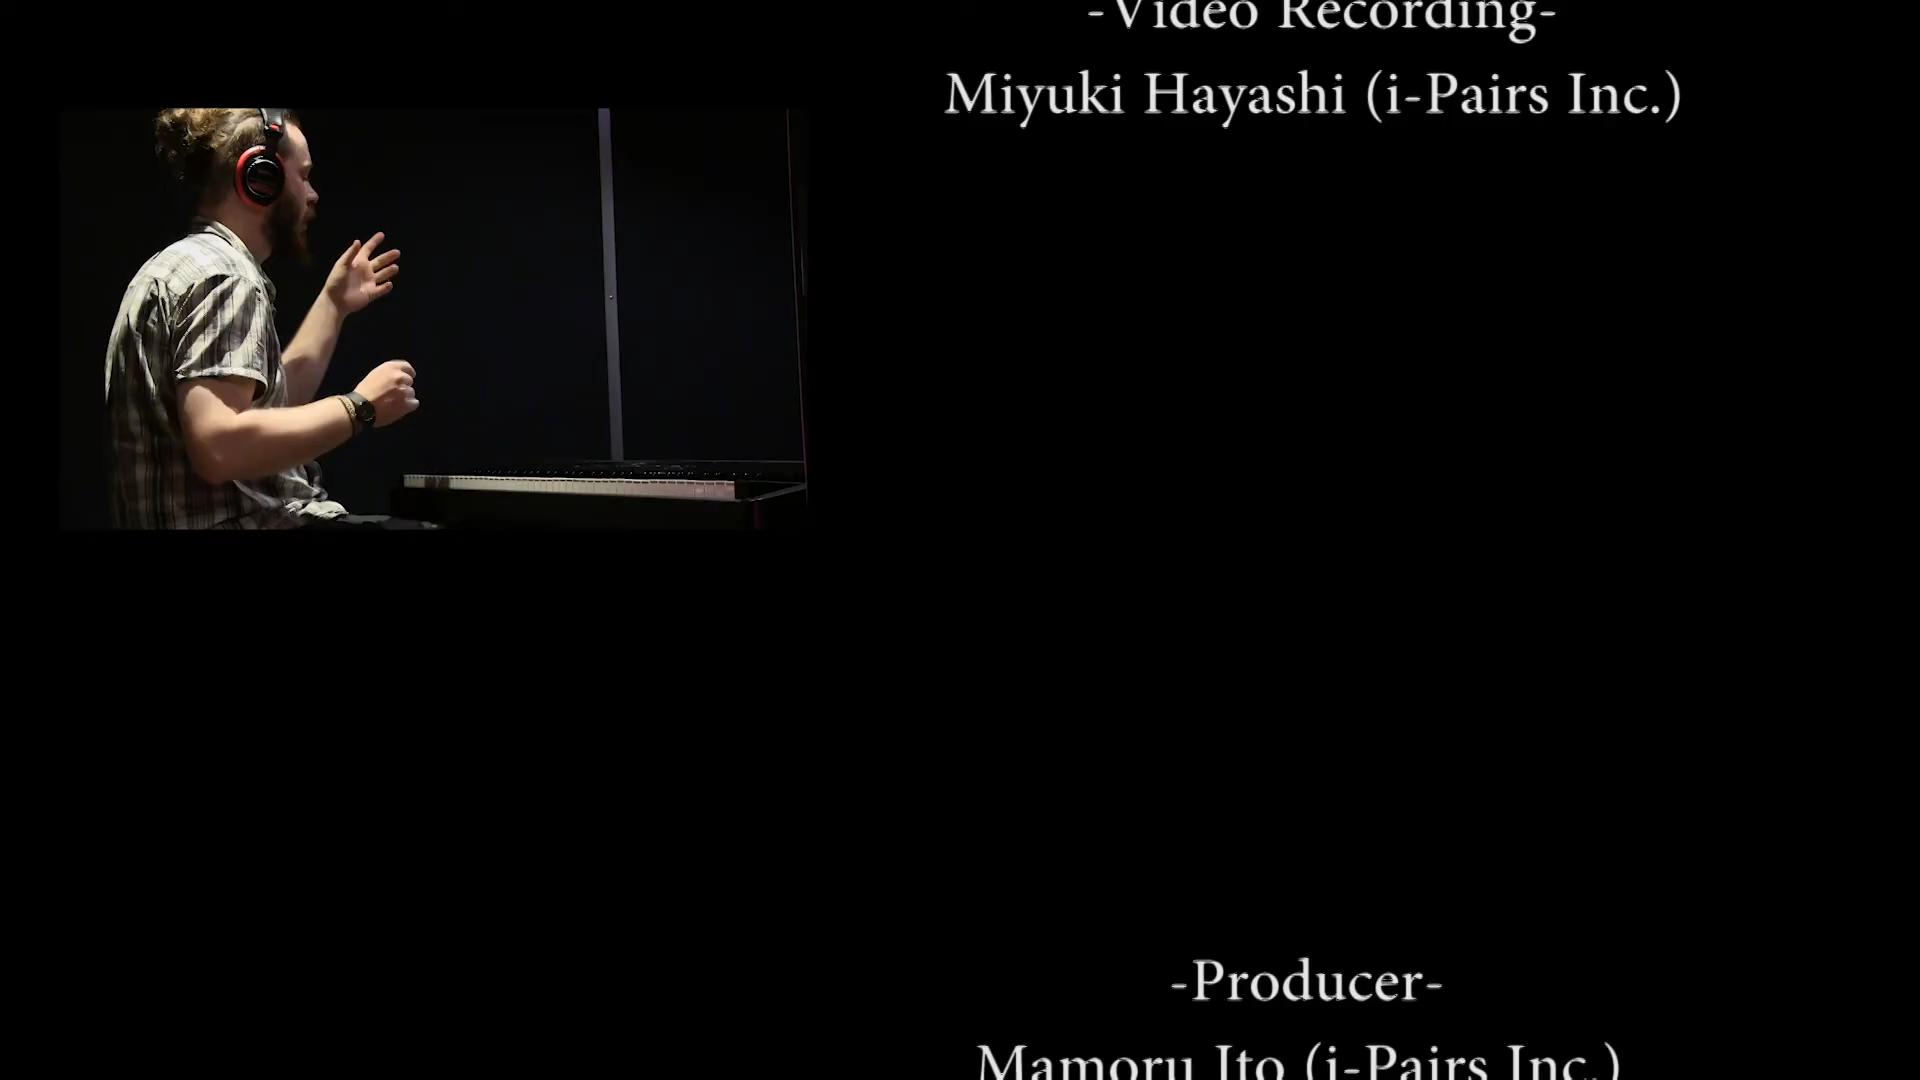 -Video Recording-
Miyuki Hayashi (i-Pairs Inc.)
-Producer-
Mamoru Ito (i-Pairs Inc.)